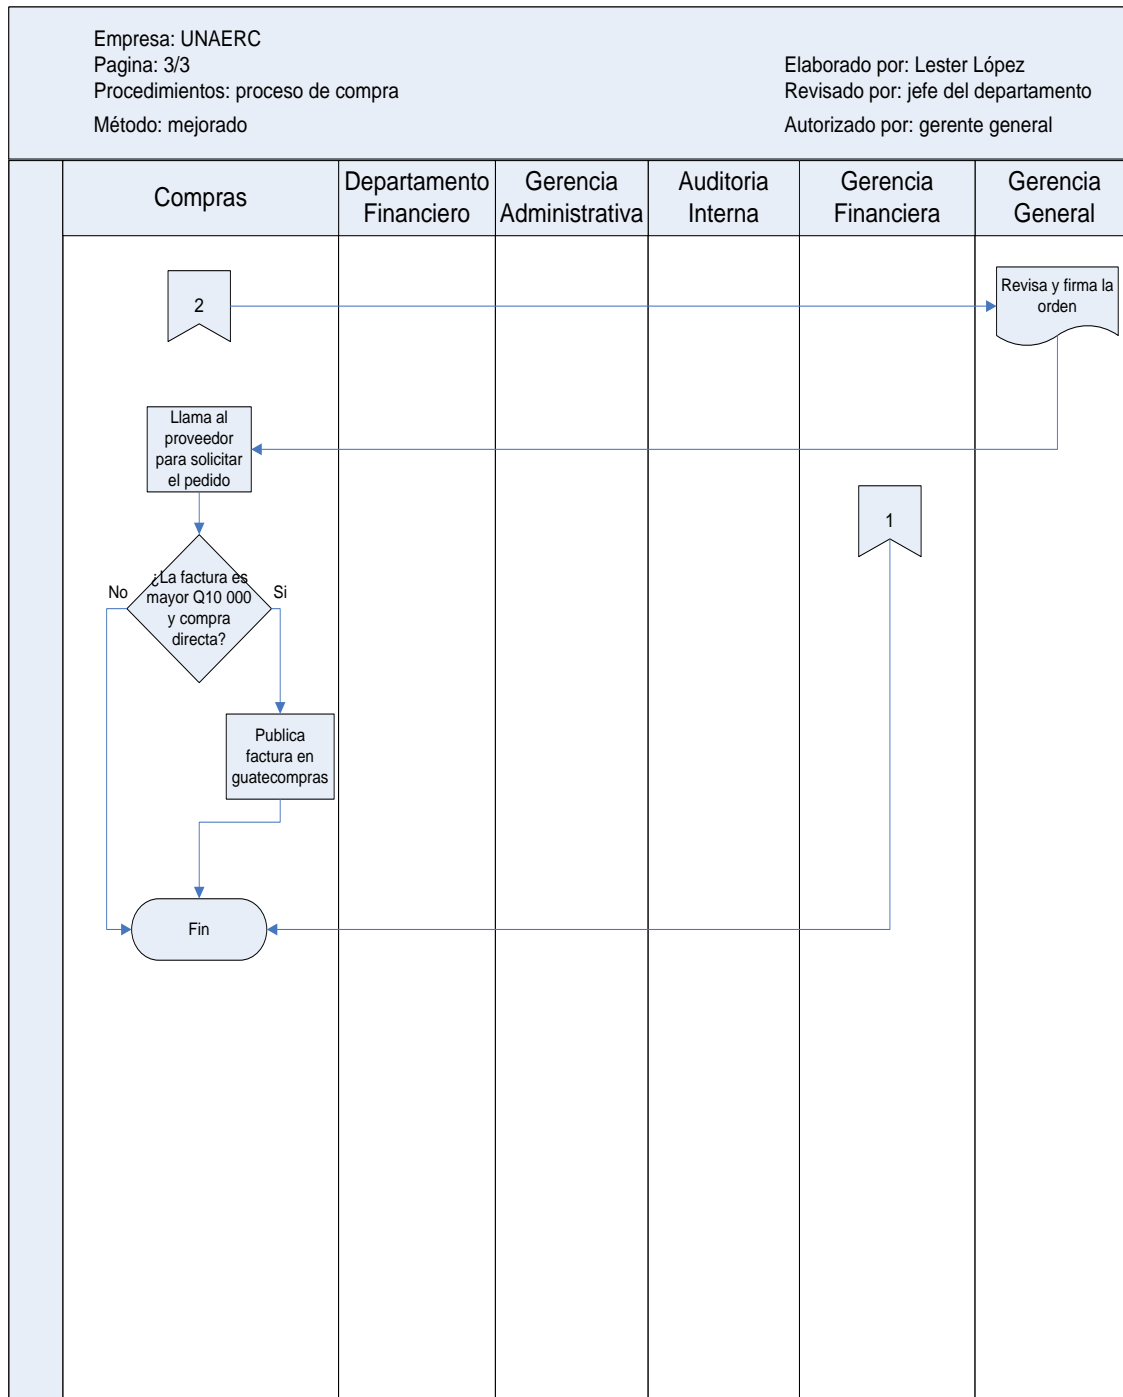 Empresa: UNAERC
Pagina: 3/3
Procedimientos: proceso de compra
Método: mejorado
Elaborado por: Lester López
Revisado por: jefe del departamento
Autorizado por: gerente general
Compras
Departamento
Financiero
Gerencia
Administrativa
Auditoria
Interna
Gerencia
Financiera
Gerencia
General
2
Revisa y firma la
orden
Llama al
proveedor
para solicitar
el pedido
1
¿La factura es
mayor Q10 000
y compra
directa?
No
Si
Publica
factura en
guatecompras
Fin